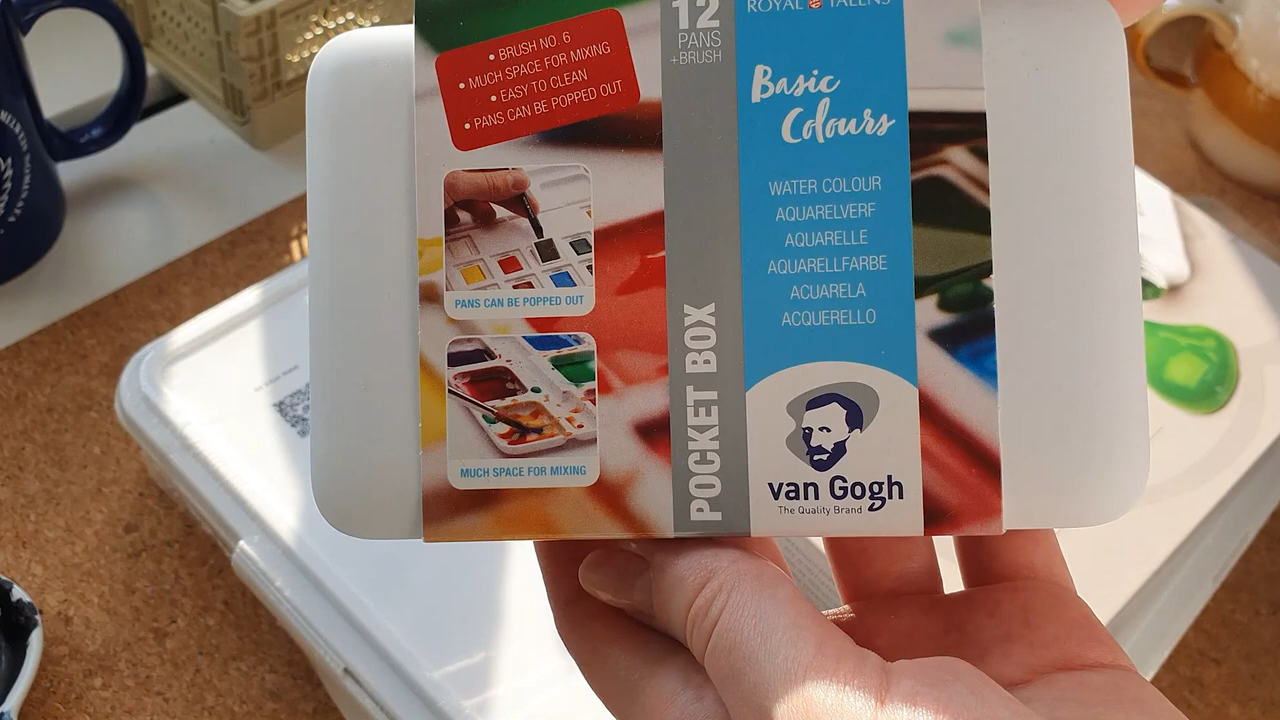 • BRUSH NO. 6
• MUCH SPACE FOR MIXING
• EASY TO CLEAN
• PANS CAN BE POPPED OUT
PANS CAN BE POPPED OUT
MUCH SPACE FOR MIXING
12
PANS
+BRUSH
POCKET BOX
ROYAL TALENS
Basic
Colours
WATER COLOUR
AQUARELVERF
AQUARELLE
AQUARELLFARBE
ACUARELA
ACQUERELLO
van Gogh
The Quality Brand